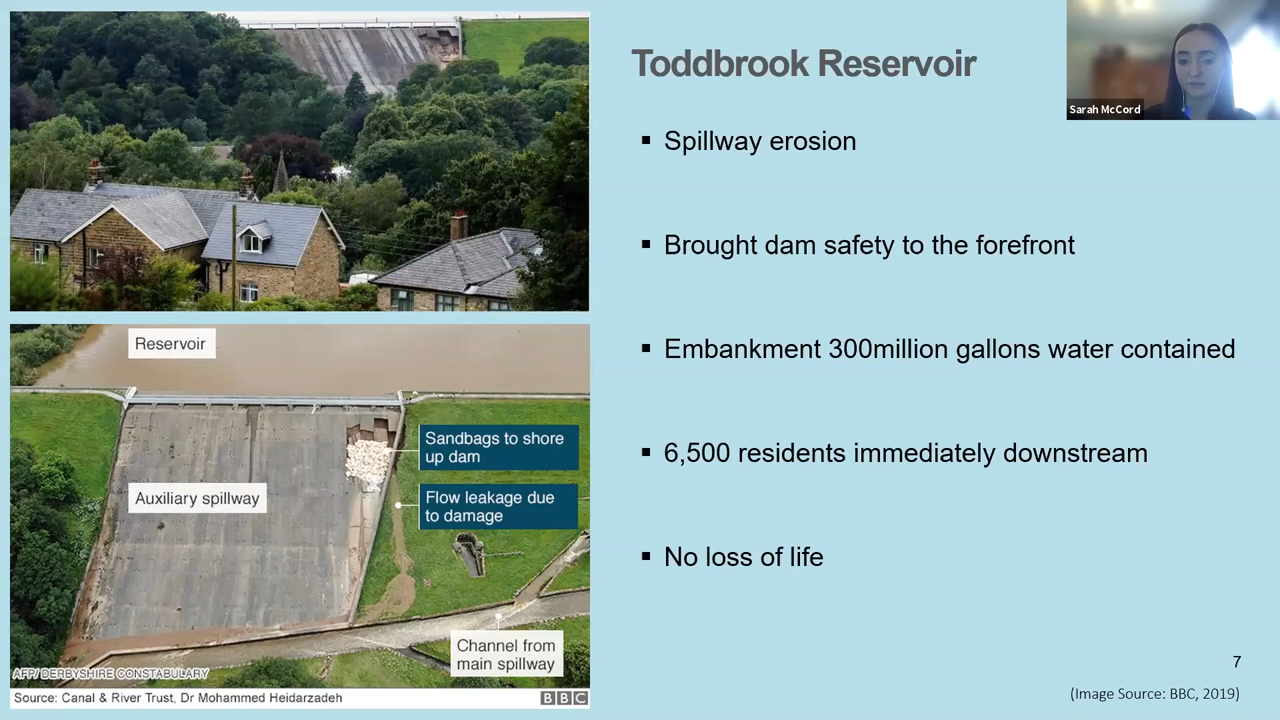 Toddbrook Reservoir
Sarah McCord
▪ Spillway erosion
▪ Brought dam safety to the forefront
▪ Embankment 300million gallons water contained
▪ 6,500 residents immediately downstream
▪ No loss of life
Reservoir
Sandbags to shore
up dam
Auxiliary spillway
Flow leakage due
to damage
Channel from
main spillway
AFP/ DERBYSHIRE CONSTABULARY
Source: Canal & River Trust, Dr Mohammed Heidarzadeh
BBC
7
(Image Source: BBC, 2019)